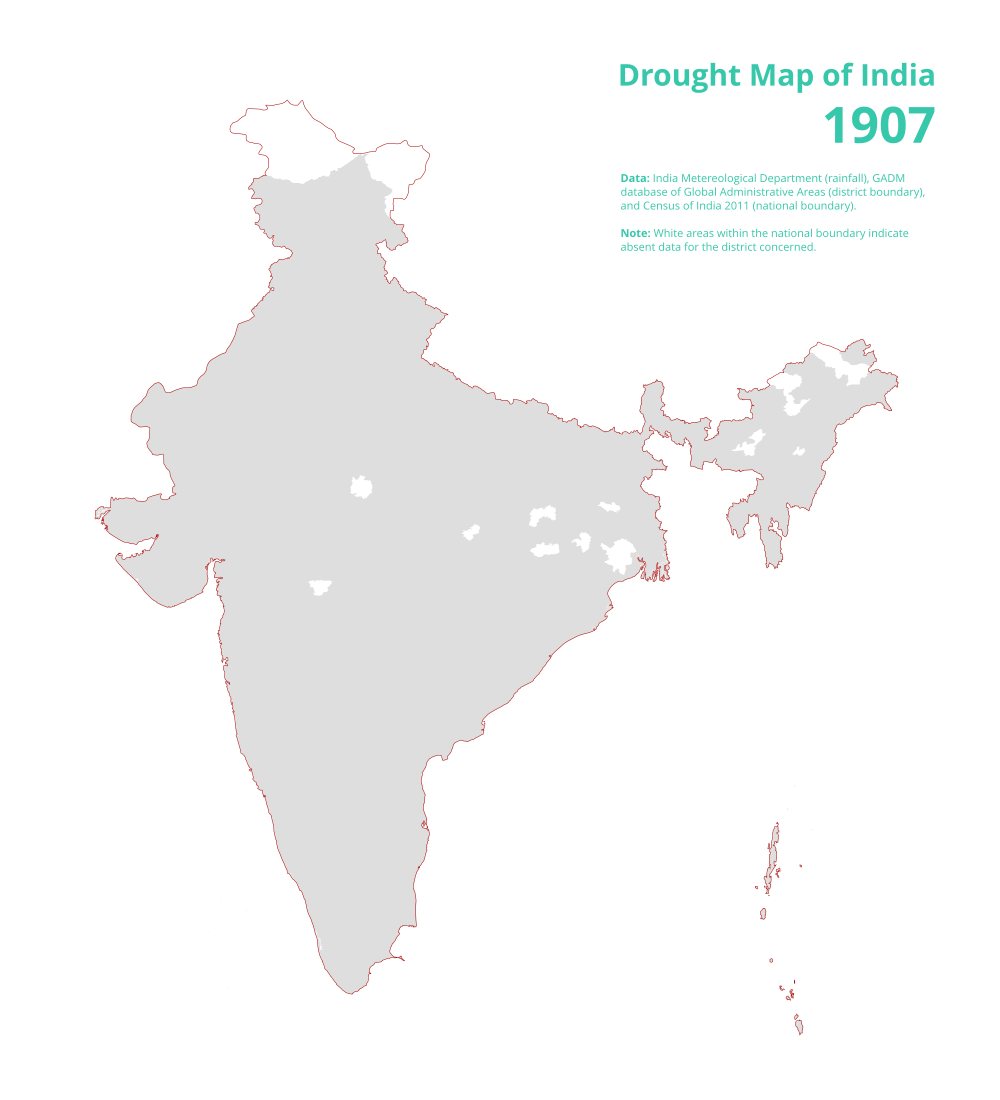 Drought Map of India
1907
Data: India Metereological Department (rainfall), GADM
database of Global Administrative Areas (district boundary),
and Census of India 2011 (national boundary).
Note: White areas within the national boundary indicate
absent data for the district concerned.